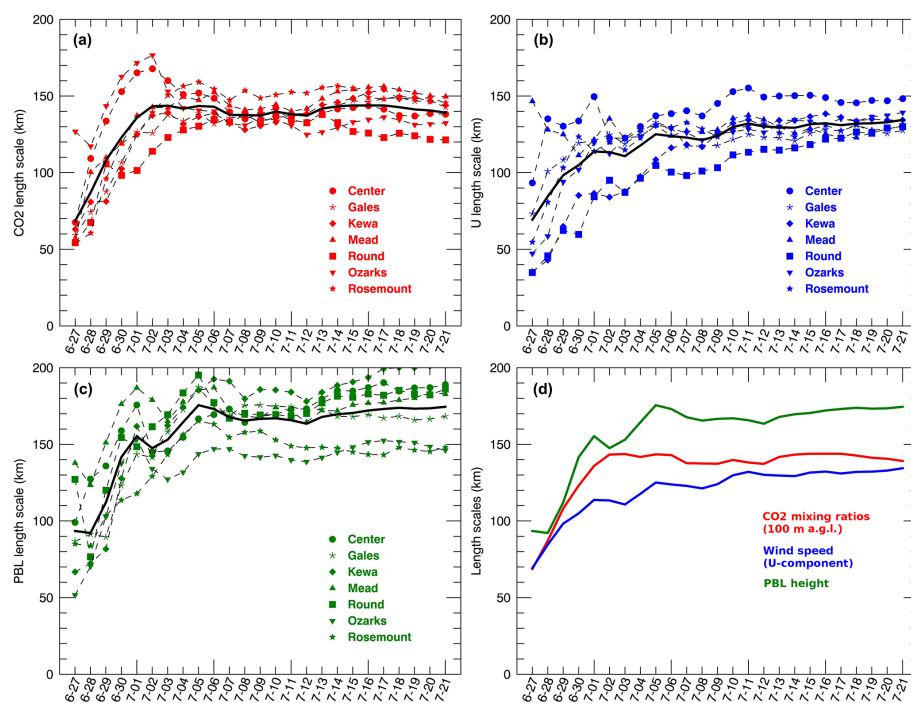 200
(a)
150
100
50
0
CO2 length scale (km)
Center
Gales
Kewa
Mead
Round
Ozarks
Rosemount
6-27 6-28 6-29 6-30 7-01 7-02 7-03 7-04 7-05 7-06 7-07 7-08 7-09 7-10 7-11 7-12 7-13 7-14 7-15 7-16 7-17 7-18 7-19 7-20 7-21
200
(b)
150
100
50
0
U length scale (km)
Center
Gales
Kewa
Mead
Round
Ozarks
Rosemount
6-27 6-28 6-29 6-30 7-01 7-02 7-03 7-04 7-05 7-06 7-07 7-08 7-09 7-10 7-11 7-12 7-13 7-14 7-15 7-16 7-17 7-18 7-19 7-20 7-21
200
(c)
150
100
50
0
PBL length scale (km)
Center
Gales
Kewa
Mead
Round
Ozarks
Rosemount
6-27 6-28 6-29 6-30 7-01 7-02 7-03 7-04 7-05 7-06 7-07 7-08 7-09 7-10 7-11 7-12 7-13 7-14 7-15 7-16 7-17 7-18 7-19 7-20 7-21
200
(d)
150
100
50
0
Length scales (km)
CO2 mixing ratios
(100 m a.g.l.)
Wind speed
(U-component)
PBL height
6-27 6-28 6-29 6-30 7-01 7-02 7-03 7-04 7-05 7-06 7-07 7-08 7-09 7-10 7-11 7-12 7-13 7-14 7-15 7-16 7-17 7-18 7-19 7-20 7-21